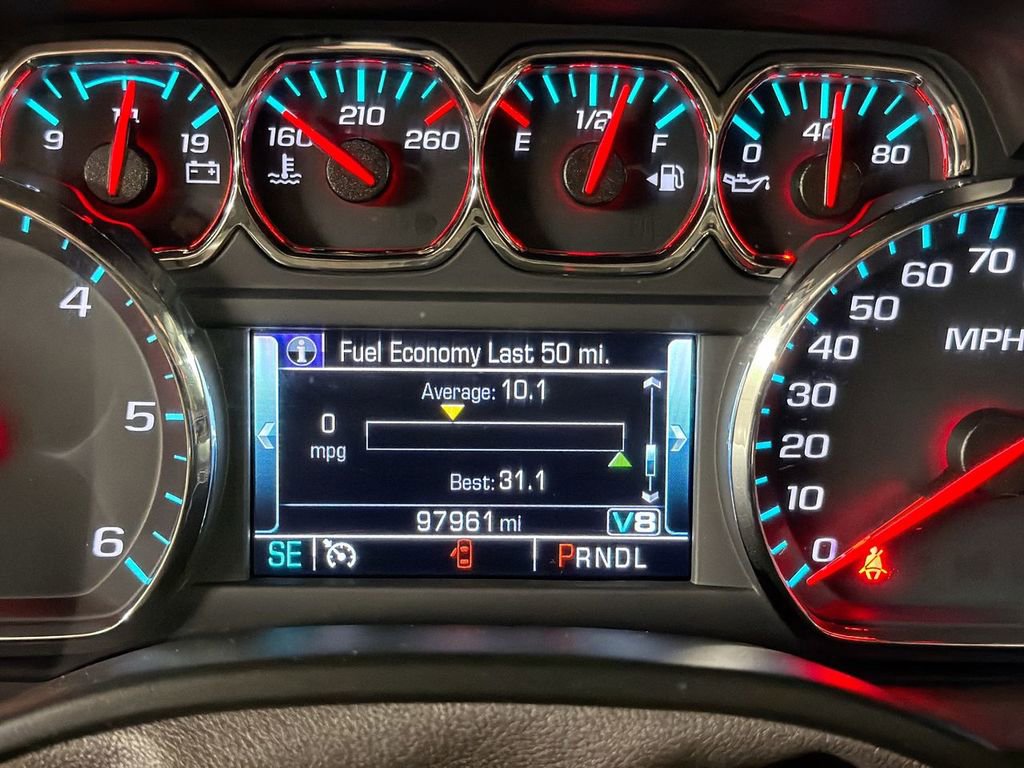 9 14 19
160 210 260
E 1/2 F
0 40 80
4
5
6
Fuel Economy Last 50 mi.
Average: 10.1
0
mpg
Best: 31.1
97961 mi V8
SE PRNDL
70
60
50
40
30
20
10
0
MPH